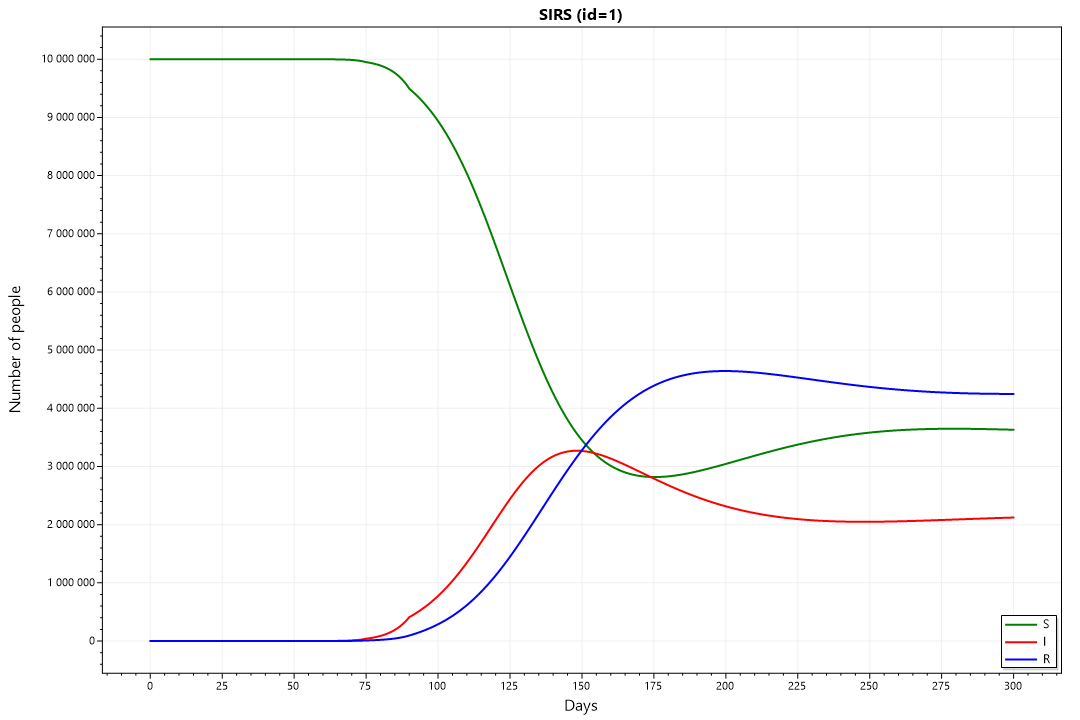 SIRS (id=1)
Number of people
10 000 000
9 000 000
8 000 000
7 000 000
6 000 000
5 000 000
4 000 000
3 000 000
2 000 000
1 000 000
0
S
I
R
0 25 50 75 100 125 150 175 200 225 250 275 300
Days